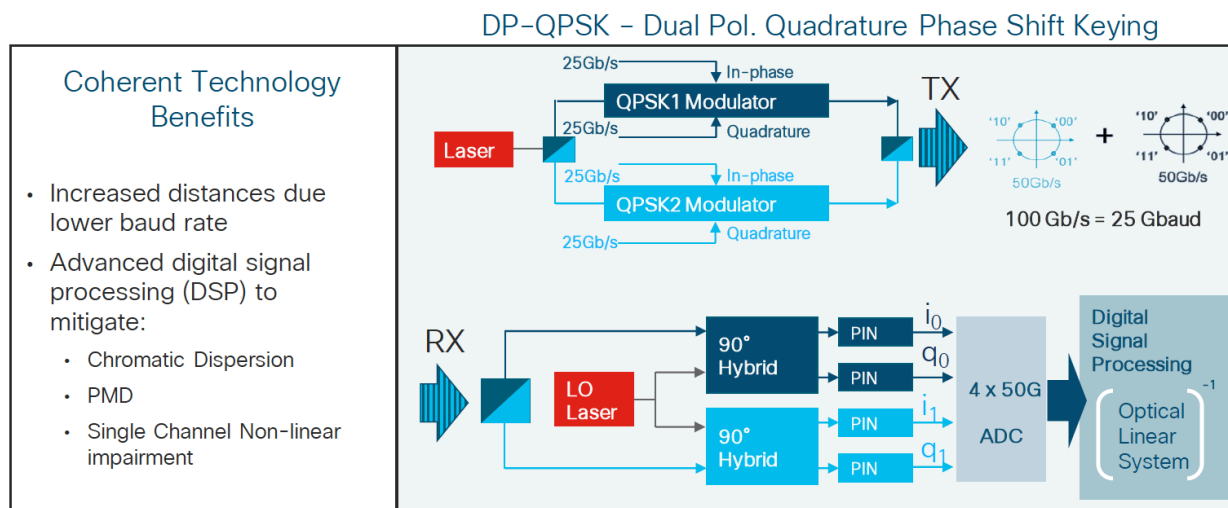 DP-QPSK - Dual Pol. Quadrature Phase Shift Keying
Coherent Technology
Benefits
• Increased distances due
lower baud rate
• Advanced digital signal
processing (DSP) to
mitigate:
• Chromatic Dispersion
• PMD
• Single Channel Non-linear
impairment
25Gb/s
In-phase
QPSK1 Modulator
25Gb/s
Quadrature
Laser
25Gb/s
In-phase
QPSK2 Modulator
25Gb/s
Quadrature
TX
'10' '00'
'11' '01'
50Gb/s
+
'10' '00'
'11' '01'
50Gb/s
100 Gb/s = 25 Gbaud
RX
LO
Laser
90°
Hybrid
90°
Hybrid
PIN
i0
PIN
q0
PIN
i1
PIN
q1
4 x 50G
ADC
Digital
Signal
Processing
-1
Optical
Linear
System